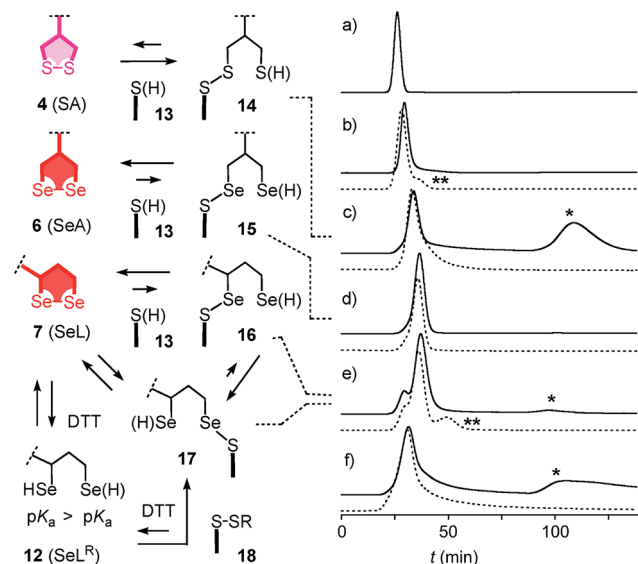 S(H)
S-S
S
4 (SA)
S(H)
13
14
Se Se
Se
Se(H)
S
6 (SeA)
S(H)
13
15
Se
Se
Se
Se(H)
S
7 (SeL)
S(H)
13
16
DTT
(H)Se
Se
S
17
HSe
Se(H)
pKa > pKa
DTT
S-SR
12 (SeLR)
18
a)
b)
**
c)
*
d)
e)
*
**
f)
*
0
50
100
t (min)